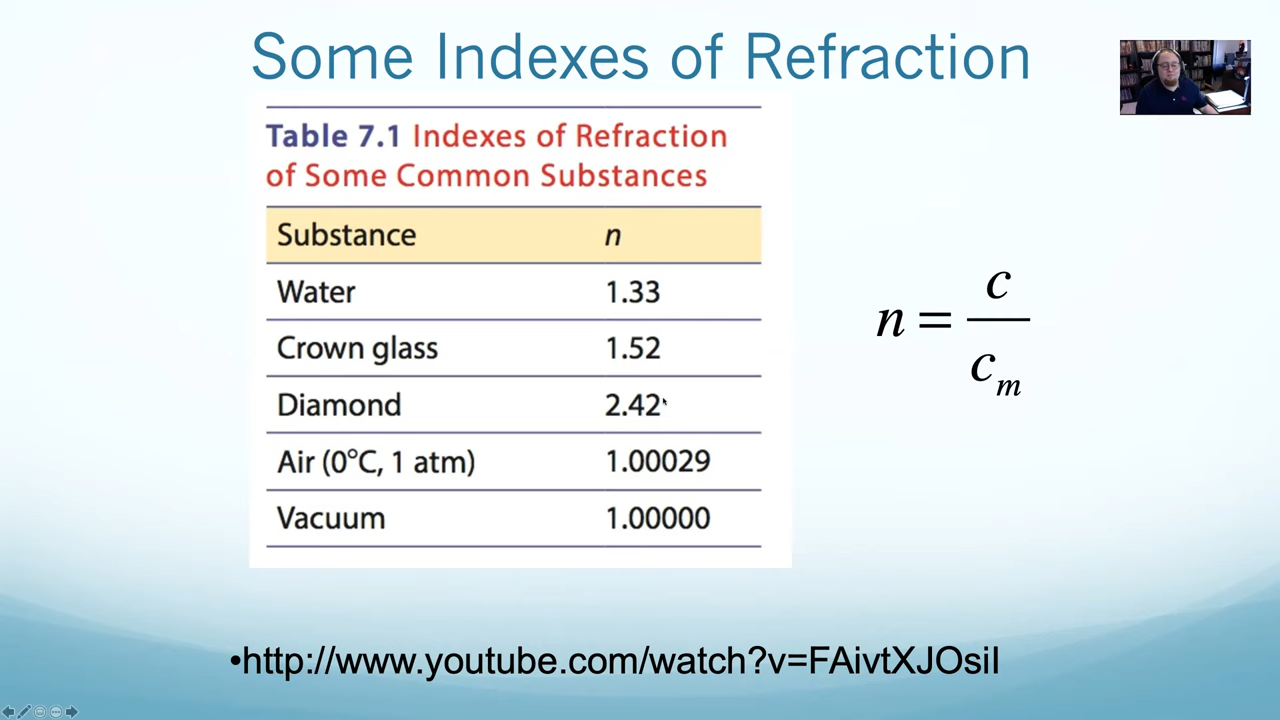 Some Indexes of Refraction
Table 7.1 Indexes of Refraction
of Some Common Substances
Substance n
Water 1.33
Crown glass 1.52
Diamond 2.42
Air (0°C, 1 atm) 1.00029
Vacuum 1.00000
n = c / cₘ
•http://www.youtube.com/watch?v=FAivtXJOsiI